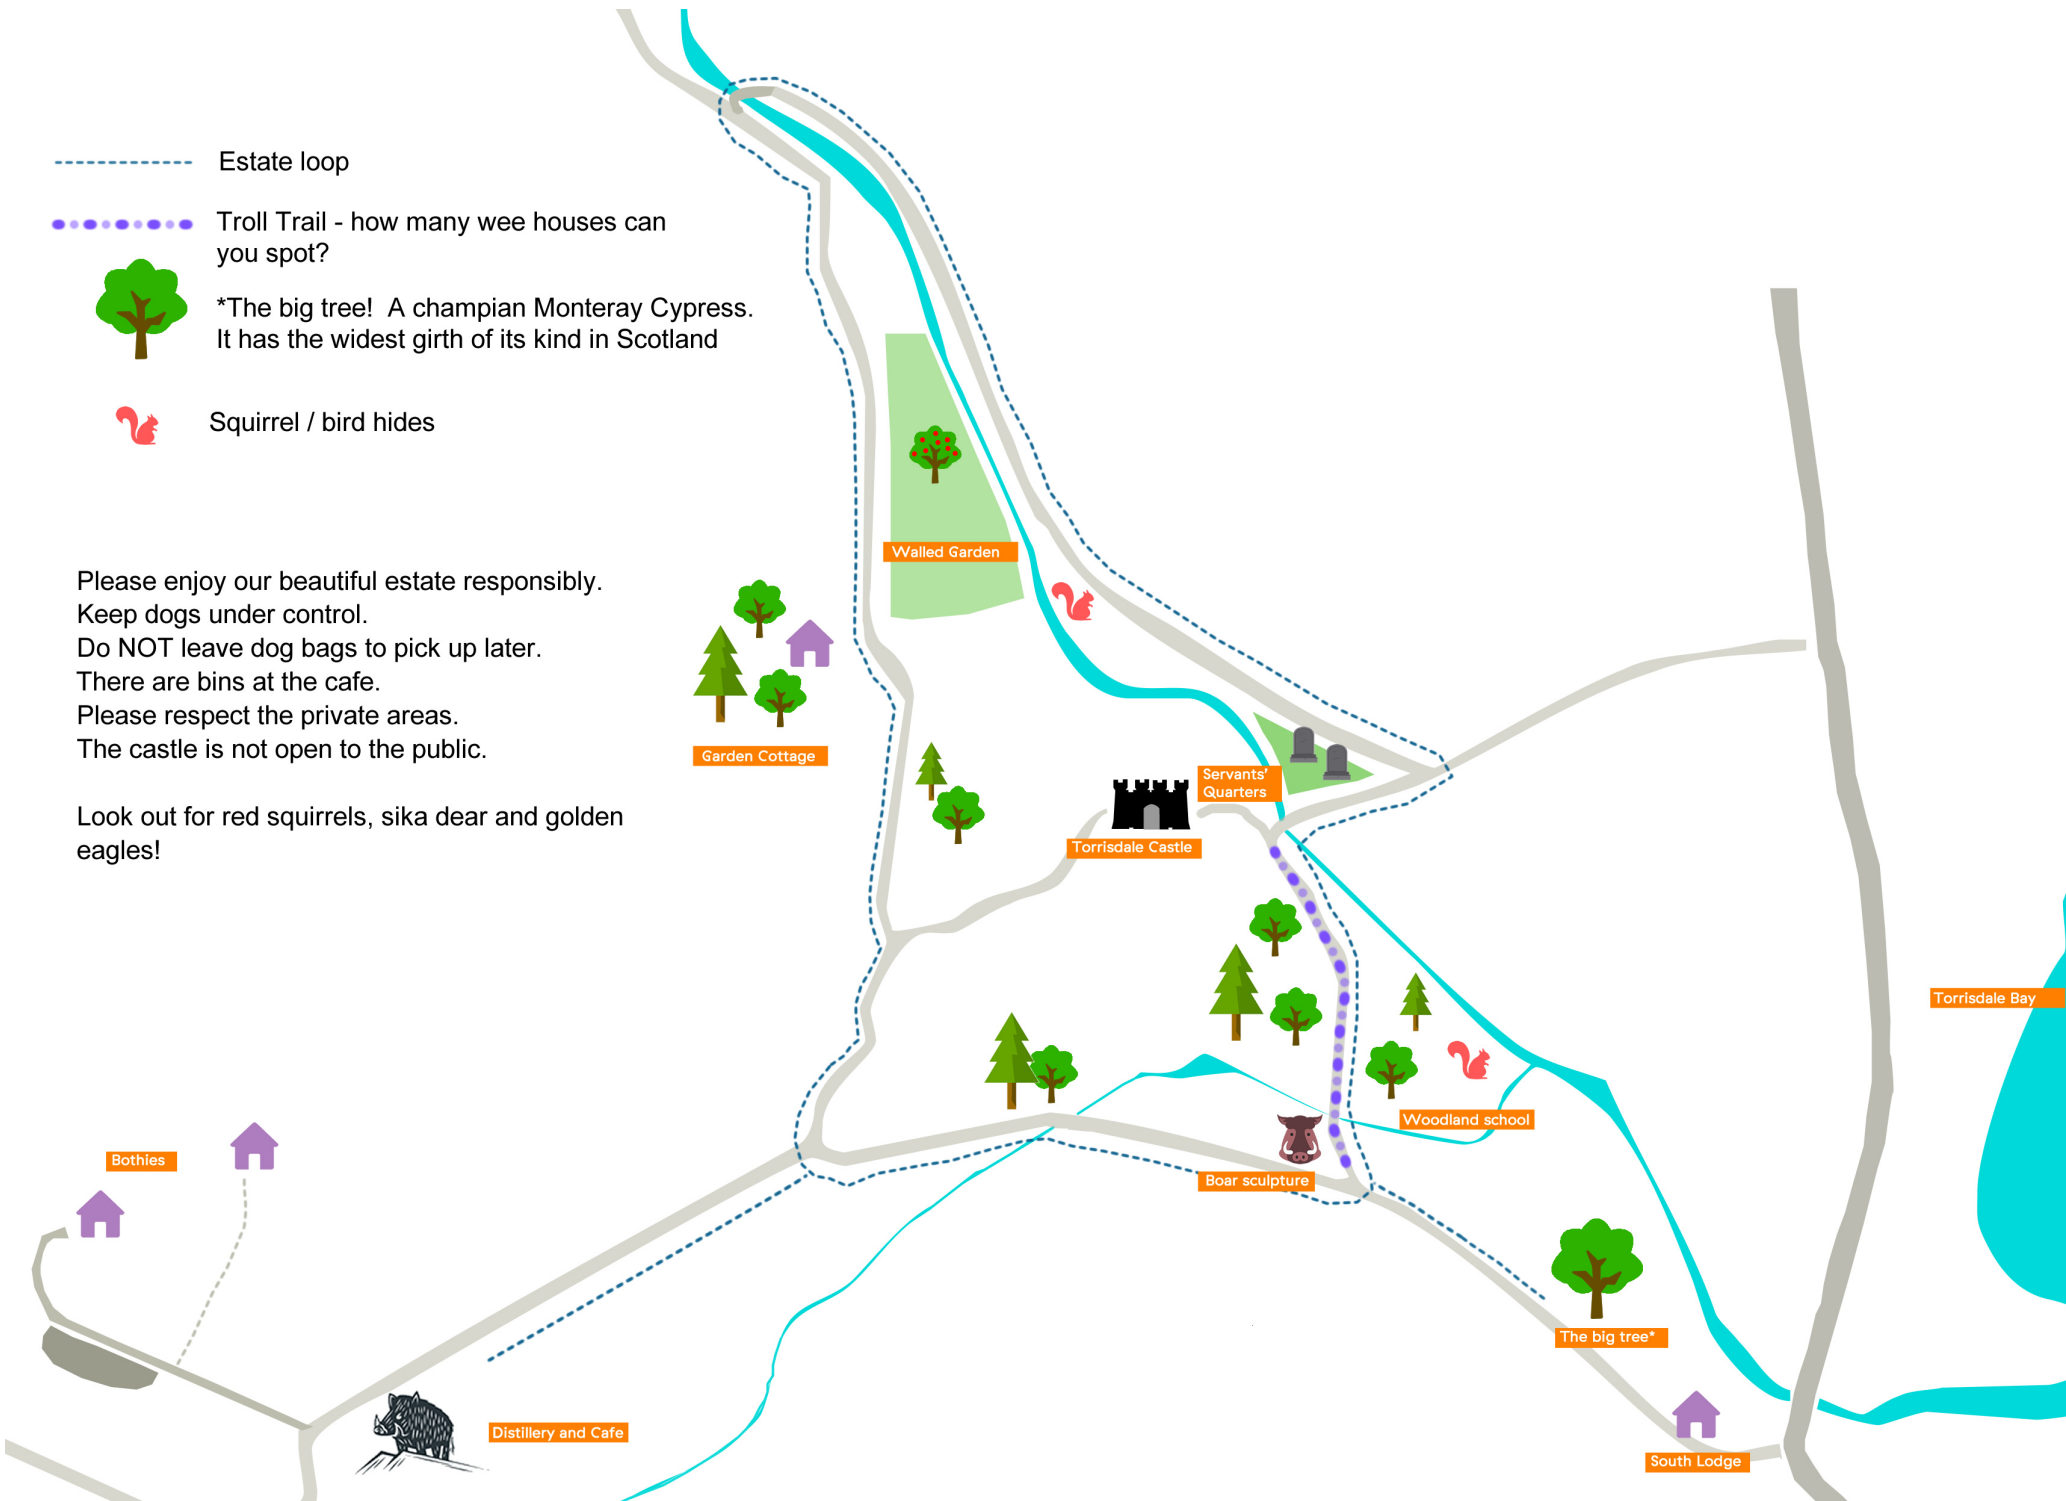 Estate loop
Troll Trail - how many wee houses can
you spot?
*The big tree!  A champian Monteray Cypress.
It has the widest girth of its kind in Scotland
Squirrel / bird hides
Please enjoy our beautiful estate responsibly.
Keep dogs under control.
Do NOT leave dog bags to pick up later.
There are bins at the cafe.
Please respect the private areas.
The castle is not open to the public.
Look out for red squirrels, sika dear and golden
eagles!
Walled Garden
Garden Cottage
Servants'
Quarters
Torrisdale Castle
Torrisdale Bay
Woodland school
Bothies
Boar sculpture
The big tree*
Distillery and Cafe
South Lodge